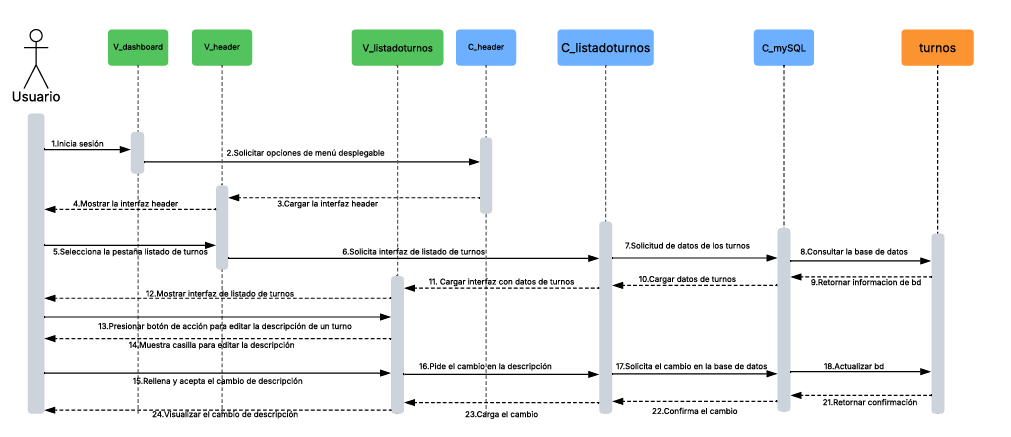 V_dashboard
V_header
V_listadoturnos
C_header
C_listadoturnos
C_mySQL
turnos
Usuario
1.Inicia sesión
2.Solicitar opciones de menú desplegable
3.Cargar la interfaz header
4.Mostrar la interfaz header
5.Selecciona la pestaña listado de turnos
6.Solicita interfaz de listado de turnos
7.Solicitud de datos de los turnos
8.Consultar la base de datos
9.Retornar informacion de bd
10.Cargar datos de turnos
11. Cargar interfaz con datos de turnos
12.Mostrar interfaz de listado de turnos
13.Presionar botón de acción para editar la descripción de un turno
14.Muestra casilla para editar la descripción
15.Rellena y acepta el cambio de descripción
16.Pide el cambio en la descripción
17.Solicita el cambio en la base de datos
18.Actualizar bd
21.Retornar confirmación
22.Confirma el cambio
23.Carga el cambio
24.Visualizar el cambio de descripción